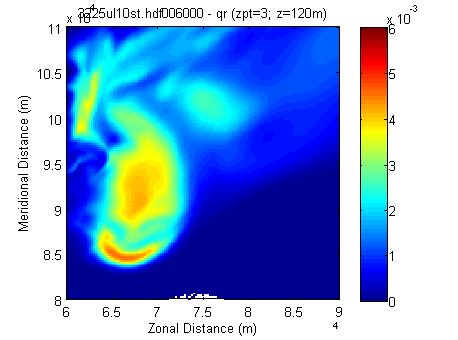 x 10 4
3225ul10st.hdf006000 - qr (zpt=3; z=120m)
x 10 -3
11
10.5
10
9.5
9
8.5
8
Meridional Distance (m)
6 6.5 7 7.5 8 8.5 9
Zonal Distance (m)
4
6
5
4
3
2
1
0